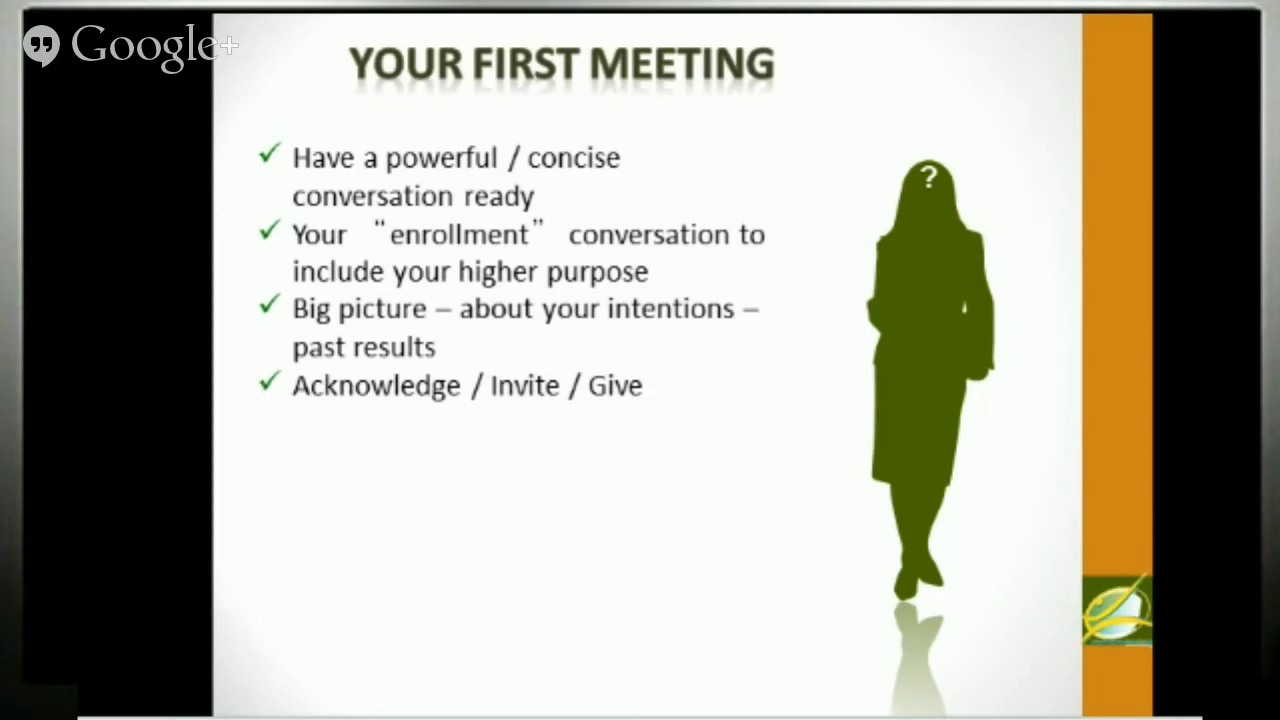 Google+
YOUR FIRST MEETING
✓ Have a powerful / concise
conversation ready
✓ Your “enrollment” conversation to
include your higher purpose
✓ Big picture – about your intentions –
past results
✓ Acknowledge / Invite / Give
?